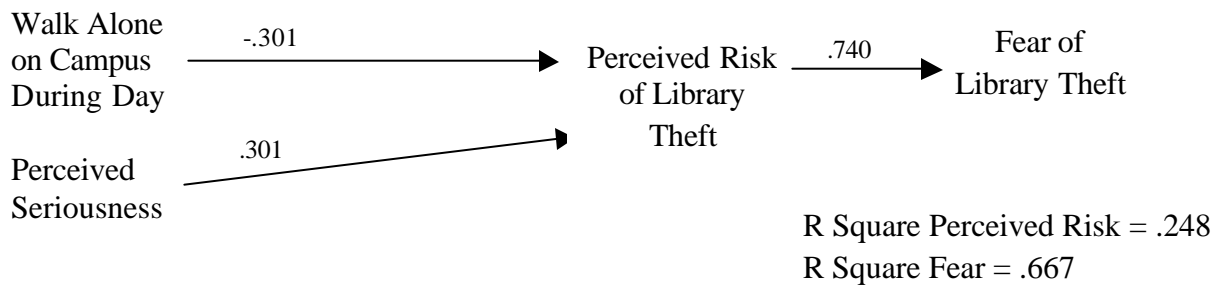 Walk Alone
on Campus
During Day
-.301
Perceived Risk
of Library
Theft
.740
Fear of
Library Theft
.301
Perceived
Seriousness
R Square Perceived Risk = .248
R Square Fear = .667